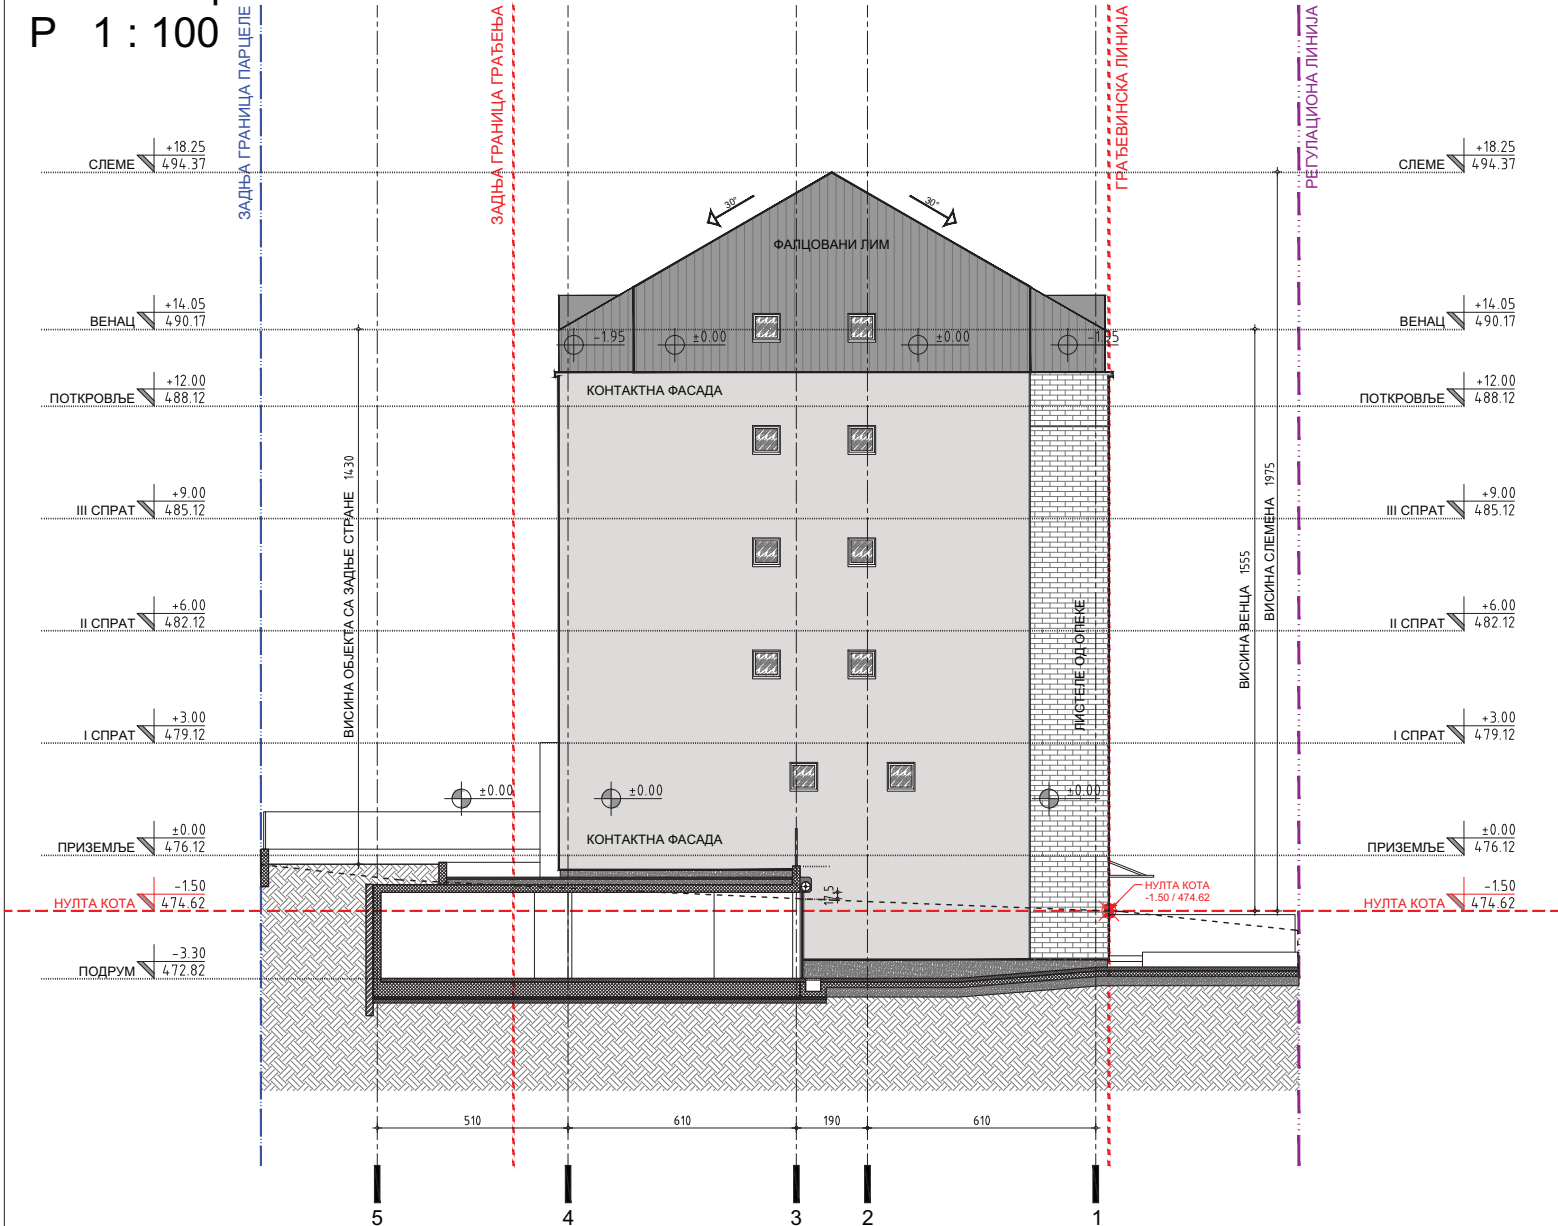 Р 1 : 100
ЗАДЊА ГРАНИЦА ПАРЦЕЛЕ
ЗАДЊА ГРАНИЦА ГРАЂЕЊА
ГРАЂЕВИНСКА ЛИНИЈА
РЕГУЛАЦИОНА ЛИНИЈА
СЛЕМЕ +18.25 494.37
ВЕНАЦ +14.05 490.17
ПОТКРОВЉЕ +12.00 488.12
III СПРАТ +9.00 485.12
II СПРАТ +6.00 482.12
I СПРАТ +3.00 479.12
ПРИЗЕМЉЕ ±0.00 476.12
НУЛТА КОТА -1.50 474.62
ПОДРУМ -3.30 472.82
ВИСИНА ОБЈЕКТА СА ЗАДЊЕ СТРАНЕ 1430
30°
30°
ФАЛЦОВАНИ ЛИМ
-1.95
±0.00
±0.00
-1.95
КОНТАКТНА ФАСАДА
ЛИСТЕЛЕ ОД ОПЕКЕ
±0.00
±0.00
±0.00
КОНТАКТНА ФАСАДА
17.5
НУЛТА КОТА
-1.50 / 474.62
ВИСИНА ВЕНЦА 1555
ВИСИНА СЛЕМЕНА 1975
СЛЕМЕ +18.25 494.37
ВЕНАЦ +14.05 490.17
ПОТКРОВЉЕ +12.00 488.12
III СПРАТ +9.00 485.12
II СПРАТ +6.00 482.12
I СПРАТ +3.00 479.12
ПРИЗЕМЉЕ ±0.00 476.12
НУЛТА КОТА -1.50 474.62
510 610 190 610
5 4 3 2 1